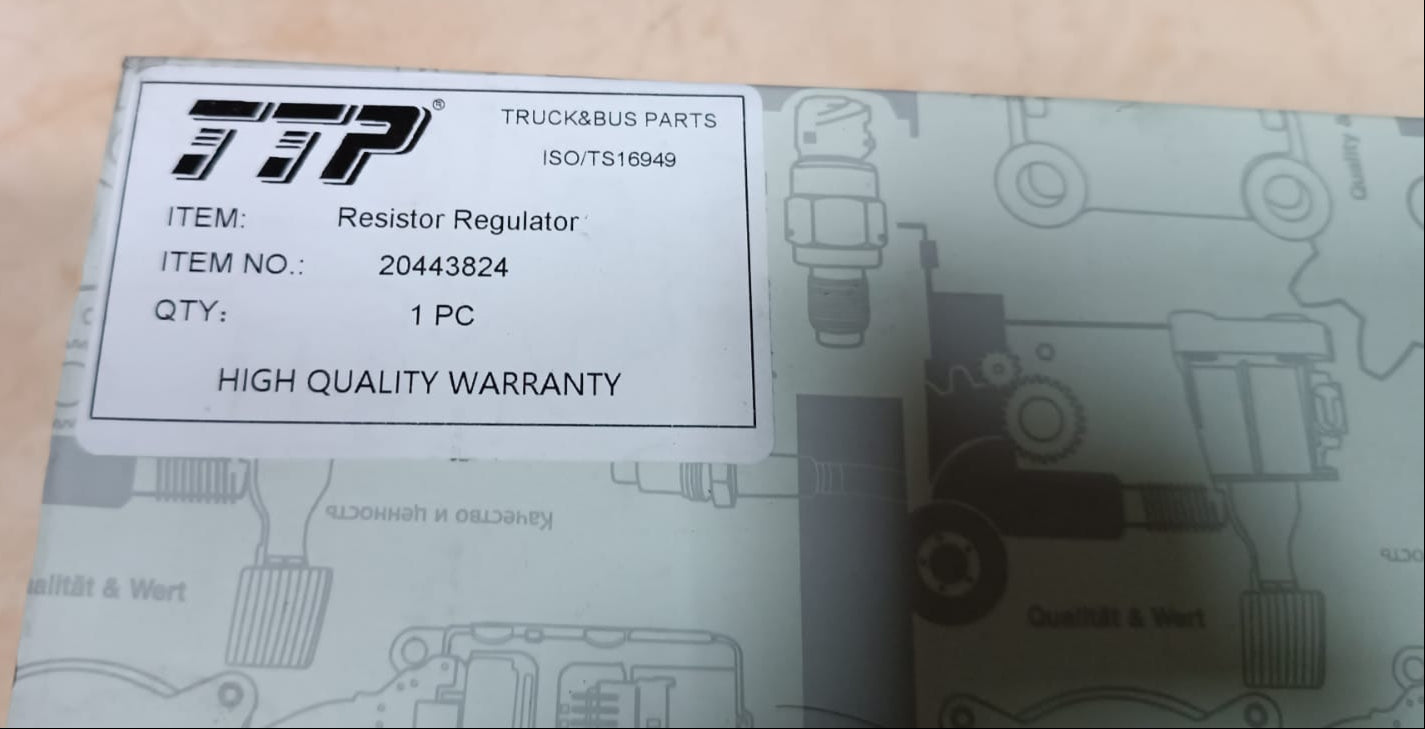 TTP®
TRUCK&BUS PARTS
ISO/TS16949
ITEM: Resistor Regulator
ITEM NO.: 20443824
QTY: 1 PC
HIGH QUALITY WARRANTY
Quality
Качество и ценность
& Wert
Qualität & Wert